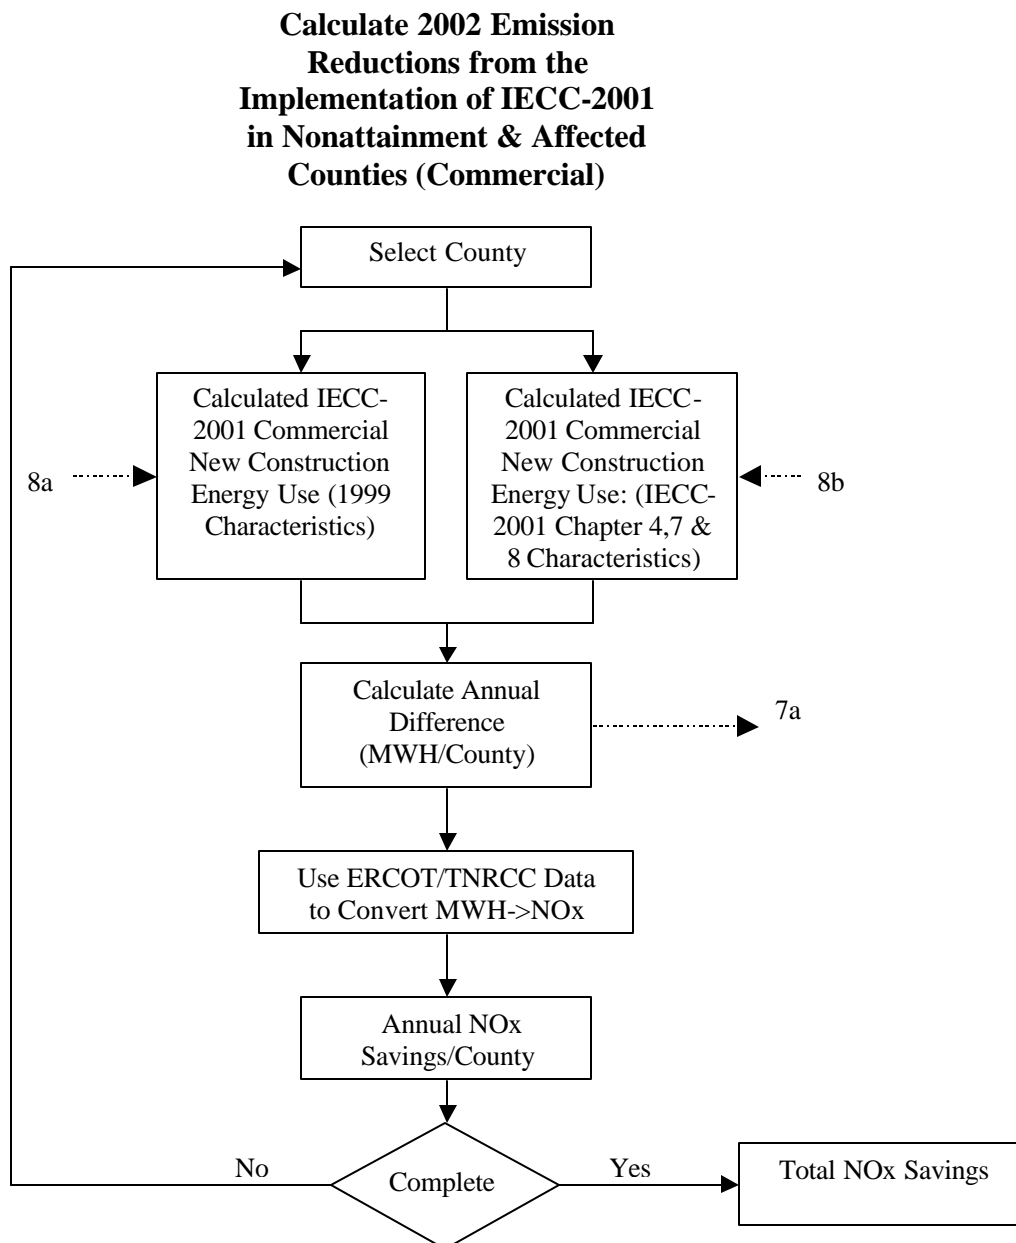 Calculate 2002 Emission
Reductions from the
Implementation of IECC-2001
in Nonattainment & Affected
Counties (Commercial)
Select County
Calculated IECC-
2001 Commercial
New Construction
Energy Use (1999
Characteristics)
Calculated IECC-
2001 Commercial
New Construction
Energy Use: (IECC-
2001 Chapter 4,7 &
8 Characteristics)
8a
8b
Calculate Annual
Difference
(MWH/County)
7a
Use ERCOT/TNRCC Data
to Convert MWH->NOx
Annual NOx
Savings/County
No
Complete
Yes
Total NOx Savings